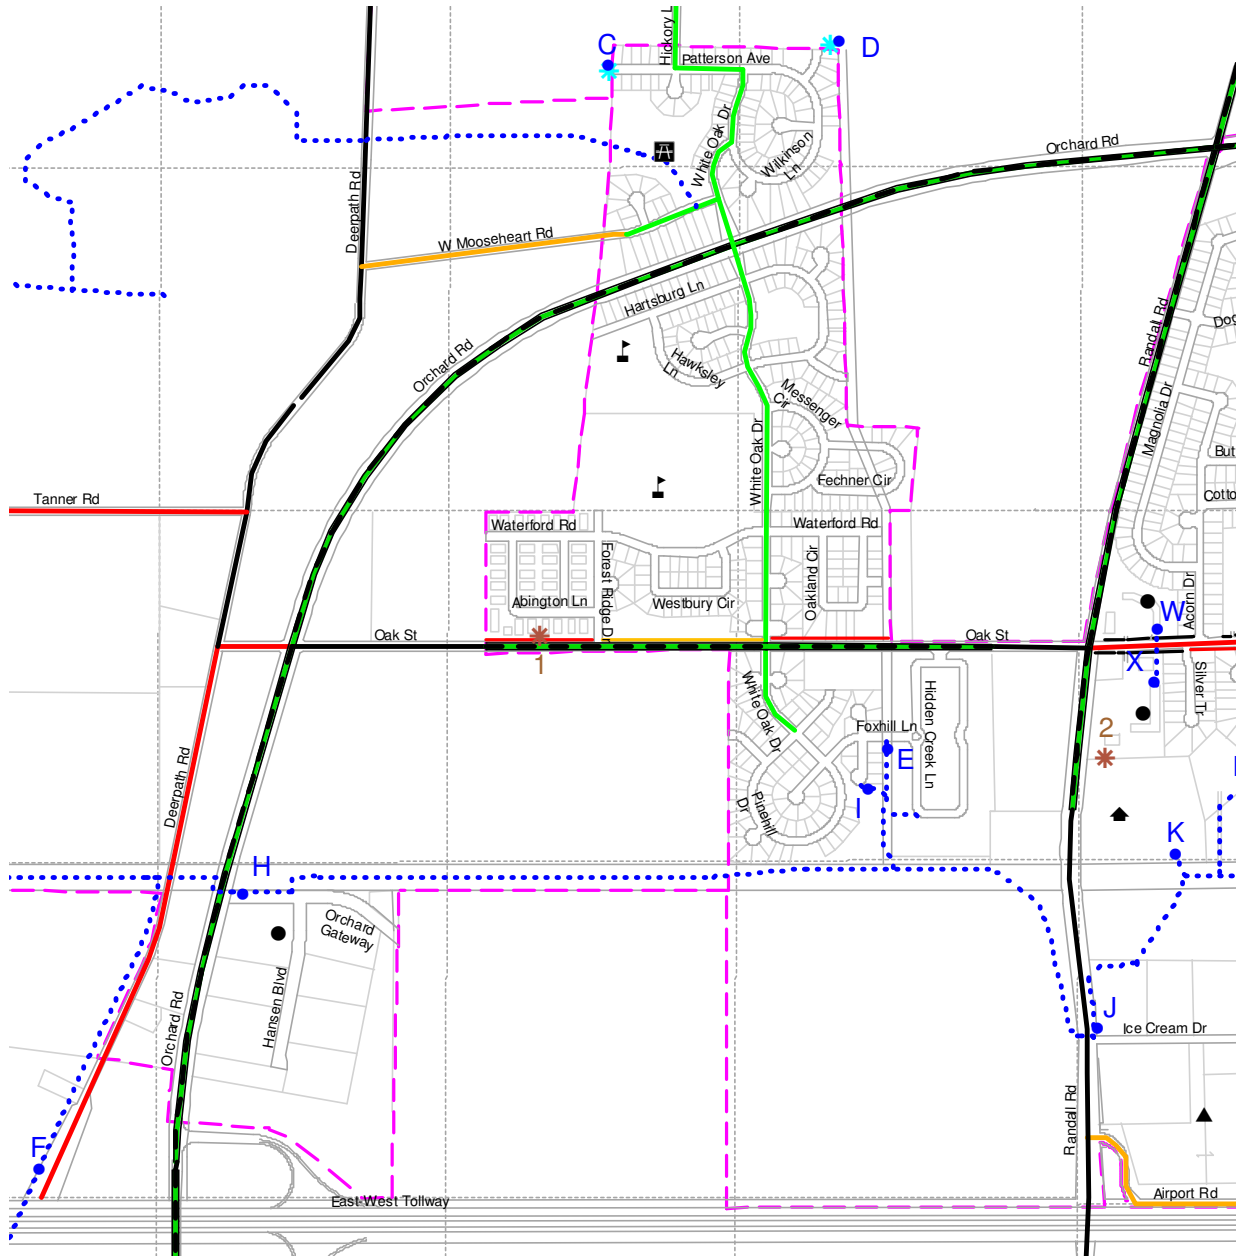 Hickory L
C
D
Patterson Ave
White Oak Dr
Wilkinson
Ln
Orchard Rd
Deerpath Rd
W Mooseheart Rd
Hartsburg Ln
Randall Rd
Dog
Orchard Rd
Hawksley
Ln
Messenger
Cir
Magnolia Dr
White Oak Dr
But
Fechner Cir
Tanner Rd
Cotto
Waterford Rd
Waterford Rd
Forest Ridge Dr
Oakland Cir
Abington Ln
Westbury Cir
Acorn Dr
W
Oak St
Oak St
1
X
Silver Tr
White Oak Dr
Hidden Creek Ln
Foxhill Ln
2
E
Deerpath Rd
I
Pinehill
Dr
K
H
Orchard
Gateway
Hansen Blvd
Orchard Rd
J
Ice Cream Dr
Randall Rd
F
Airport Rd
East-West Tollway